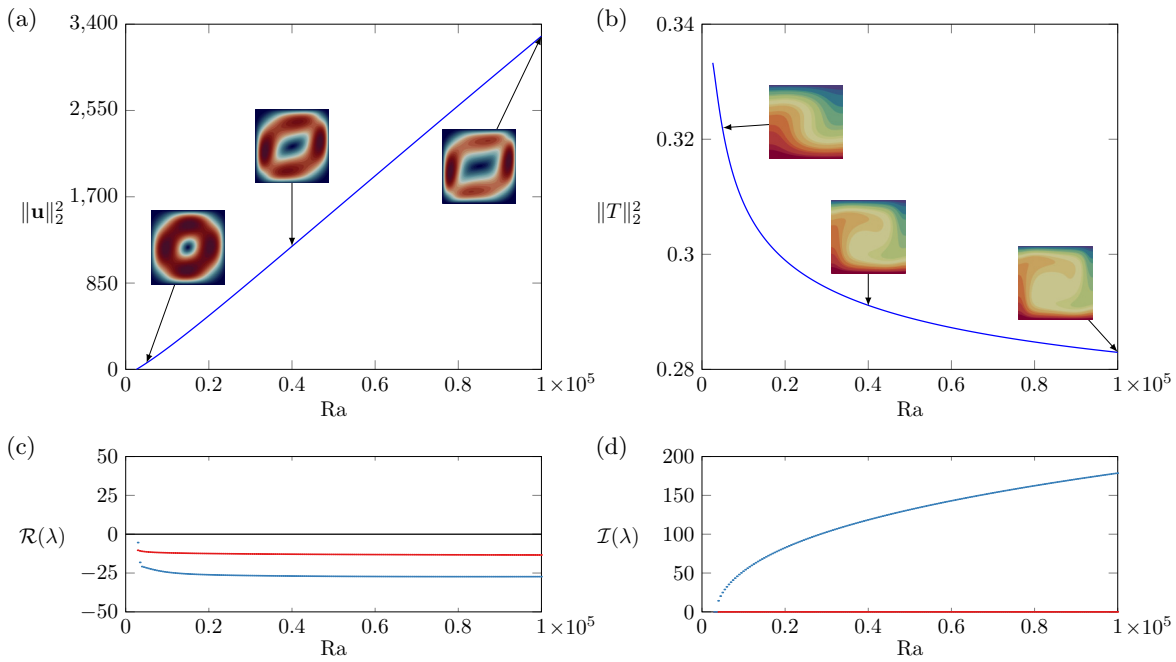 (a)
3,400
2,550
1,700
850
0
‖u‖₂²
0 0.2 0.4 0.6 0.8 1 ×10⁵
Ra
(b)
0.34
0.32
0.3
0.28
‖T‖₂²
0 0.2 0.4 0.6 0.8 1 ×10⁵
Ra
(c)
50
25
0
−25
−50
R(λ)
0 0.2 0.4 0.6 0.8 1 ×10⁵
Ra
(d)
200
150
100
50
0
I(λ)
0 0.2 0.4 0.6 0.8 1 ×10⁵
Ra